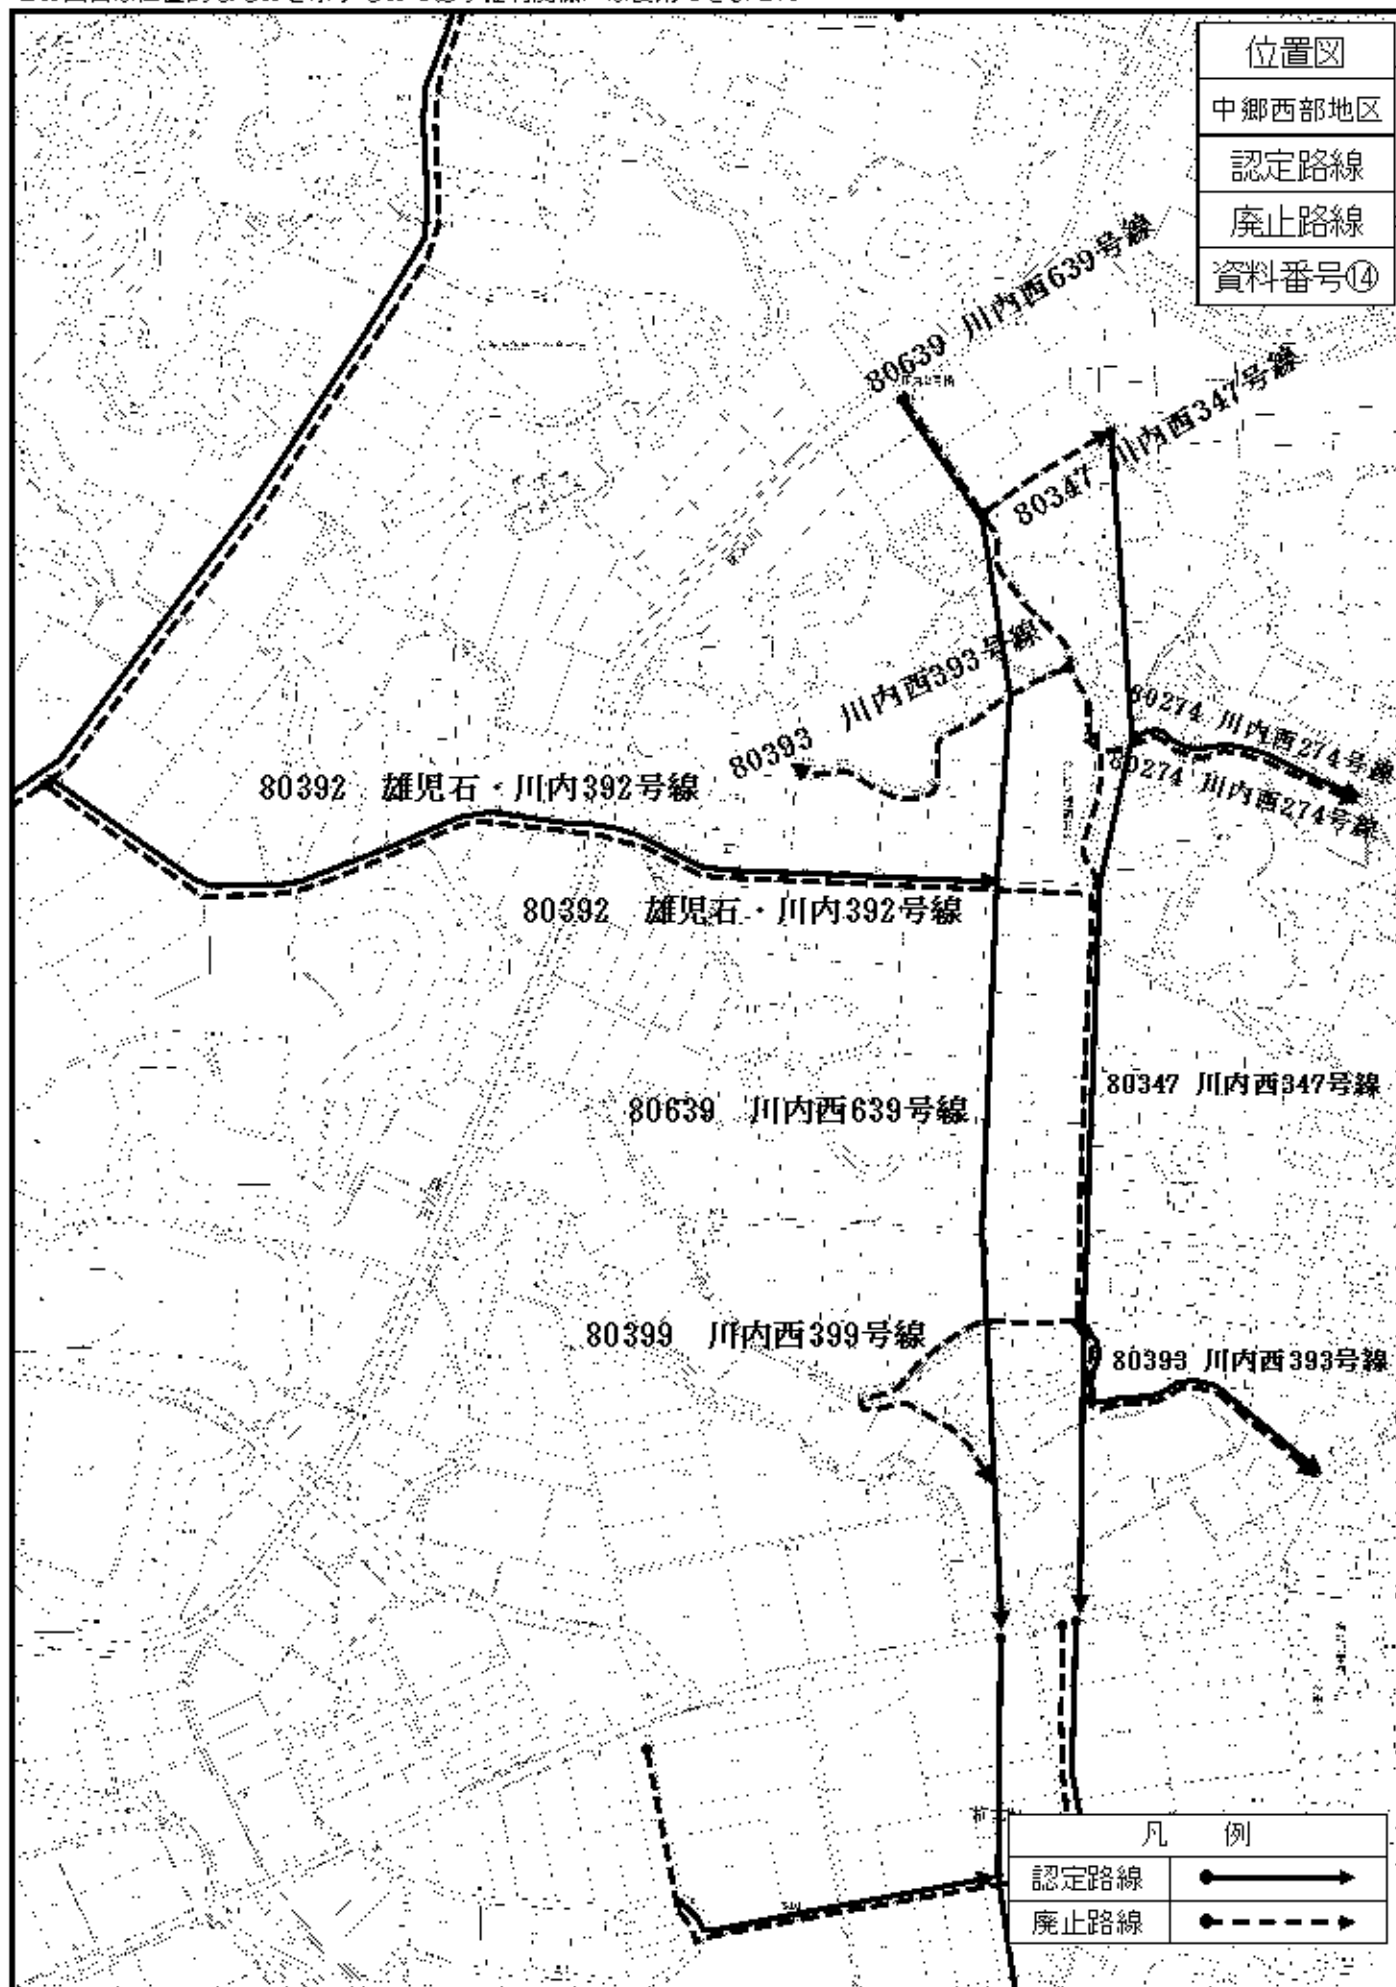 位置図
中郷西部地区
認定路線
廃止路線
資料番号⑭
80639 川内西639号線
80347 川内西347号線
80393 川内西393号線
80274 川内西274号線
80274 川内西274号線
80392 雄児石・川内392号線
80392 雄児石・川内392号線
80347 川内西347号線
80639 川内西639号線
80399 川内西399号線
80393 川内西393号線
凡 例
認定路線
廃止路線